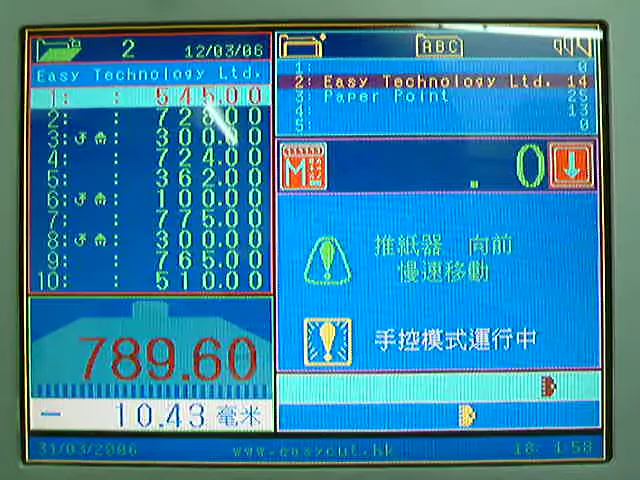 2 12/03/06
Easy Technology Ltd.
1: : 545.00
2: : 728.00
3: : 300.00
4: : 724.00
5: : 362.00
6: : 100.00
7: : 775.00
8: : 300.00
9: : 765.00
10: : 510.00
789.60
− 10.43 毫米
ABC
1: 0
2: Easy Technology Ltd. 14
3: Paper Point 25
4: 13
5: 0
M
. 0
推紙器 向前
慢速移動
手控模式運行中
31/03/2006 www.easycut.hk